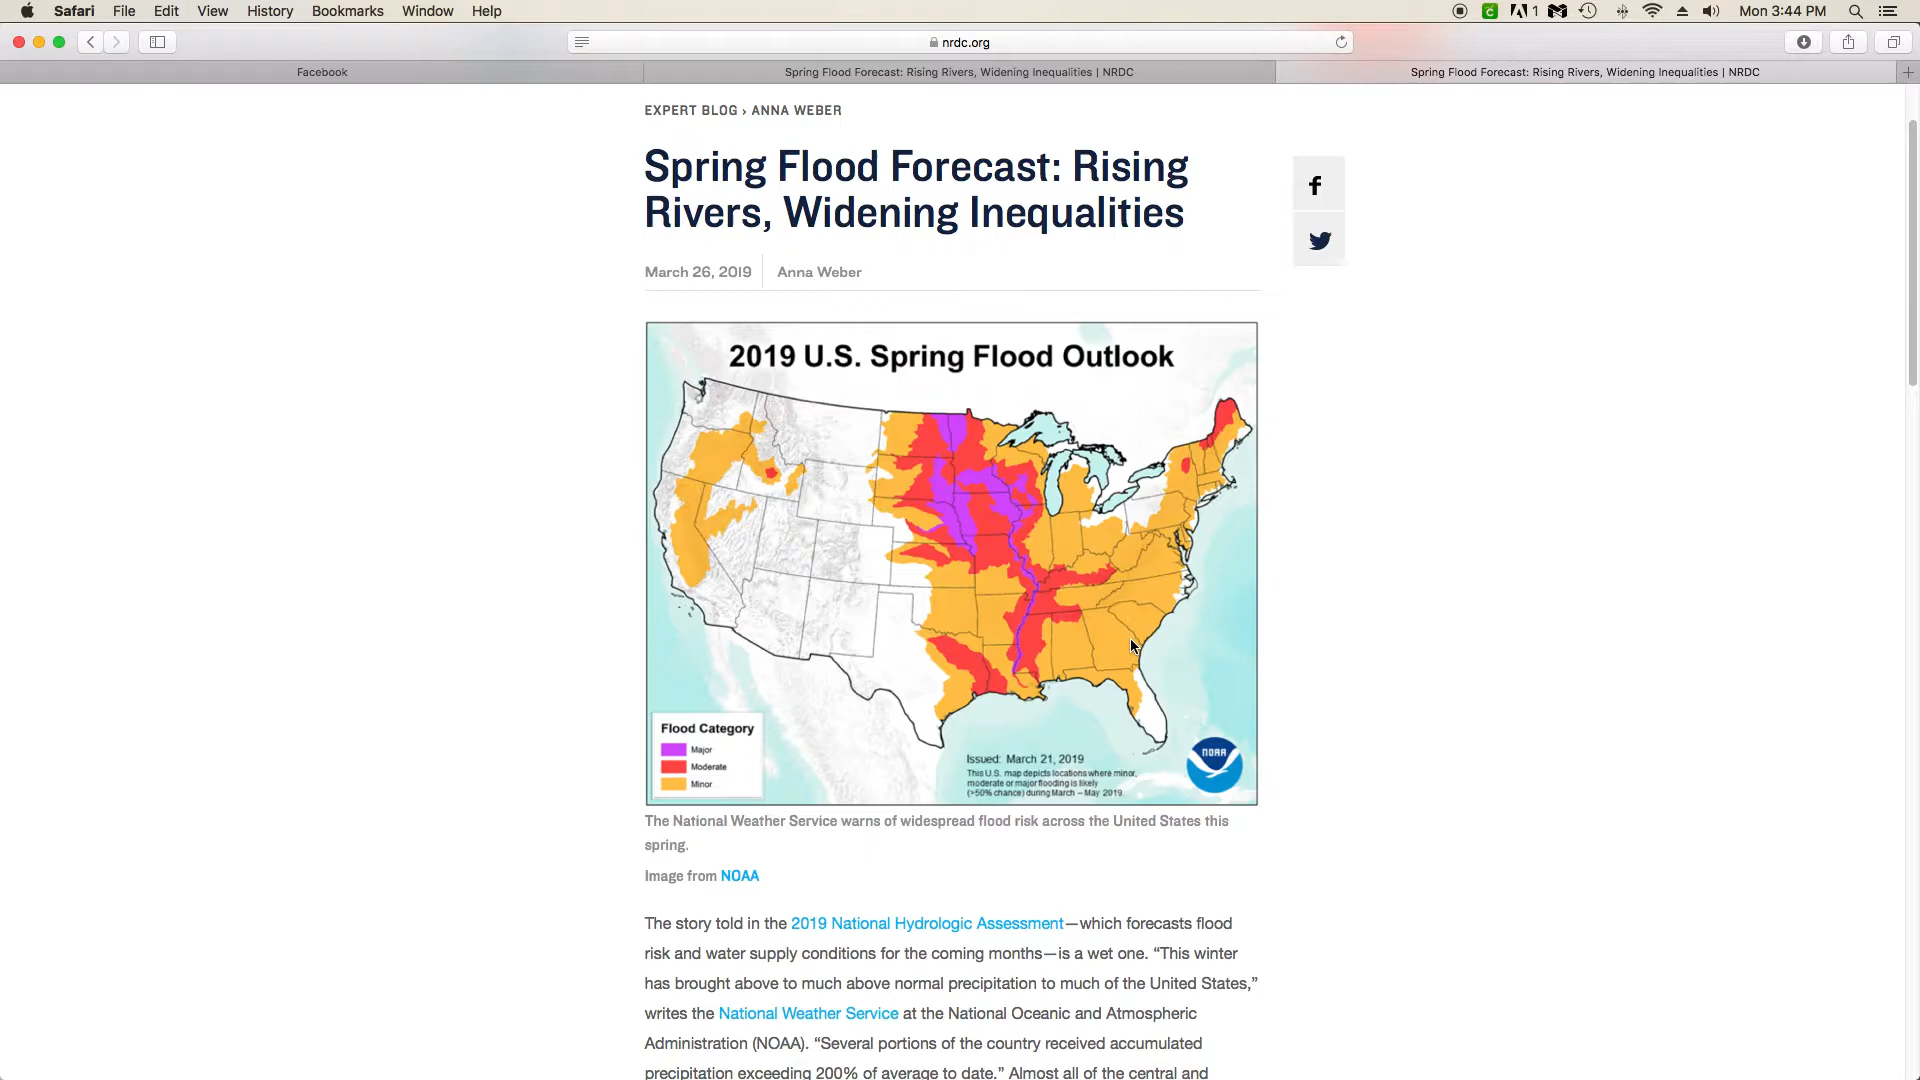 Safari File Edit View History Bookmarks Window Help 1 Mon 3:44 PM
nrdc.org
Facebook
Spring Flood Forecast: Rising Rivers, Widening Inequalities | NRDC
Spring Flood Forecast: Rising Rivers, Widening Inequalities | NRDC
EXPERT BLOG › ANNA WEBER
Spring Flood Forecast: Rising
Rivers, Widening Inequalities
March 26, 2019
Anna Weber
2019 U.S. Spring Flood Outlook
Flood Category
Major
Moderate
Minor
Issued: March 21, 2019
This U.S. map depicts locations where minor,
moderate or major flooding is likely
(>50% chance) during March – May 2019.
NOAA
The National Weather Service warns of widespread flood risk across the United States this
spring.
Image from NOAA
The story told in the 2019 National Hydrologic Assessment—which forecasts flood
risk and water supply conditions for the coming months—is a wet one. “This winter
has brought above to much above normal precipitation to much of the United States,”
writes the National Weather Service at the National Oceanic and Atmospheric
Administration (NOAA). “Several portions of the country received accumulated
precipitation exceeding 200% of average to date.” Almost all of the central and